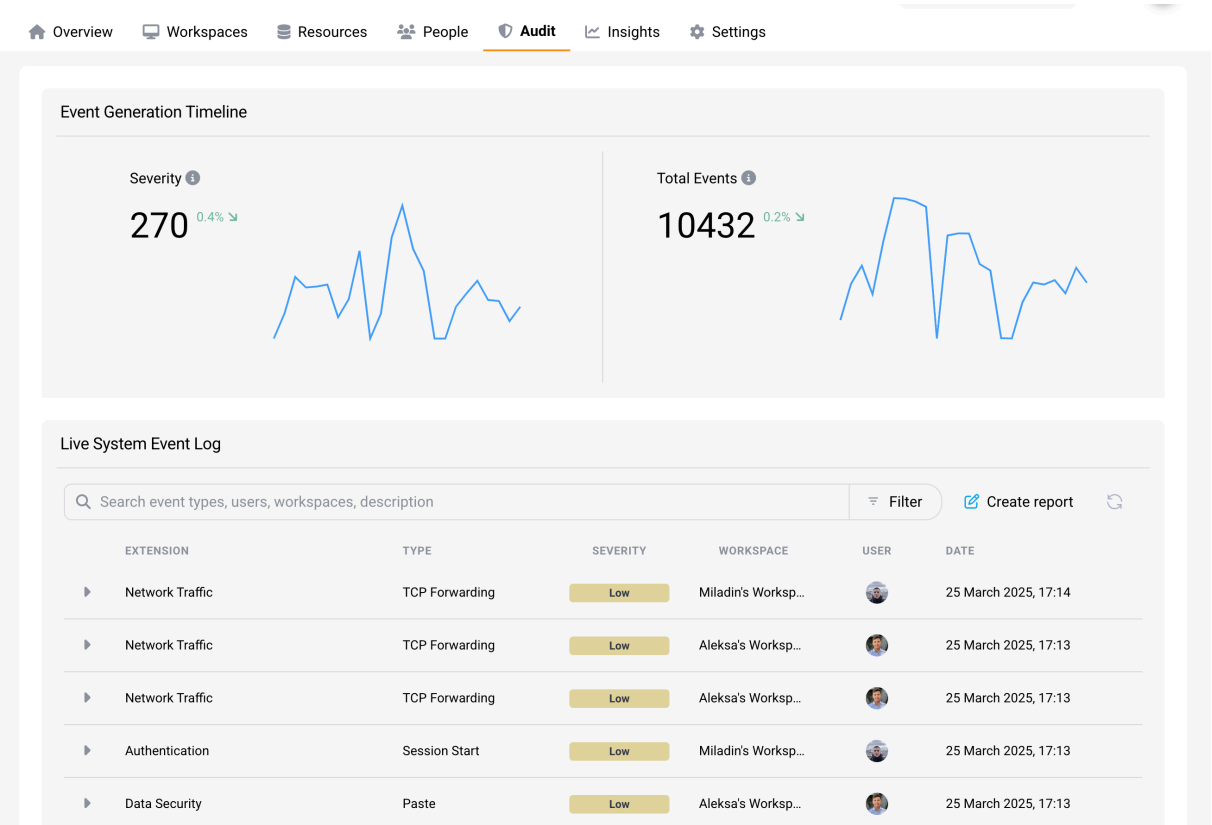 Overview Workspaces Resources People Audit Insights Settings
Event Generation Timeline
Severity
270 0.4%
Total Events
10432 0.2%
Live System Event Log
Search event types, users, workspaces, description Filter Create report
EXTENSION TYPE SEVERITY WORKSPACE USER DATE
Network Traffic TCP Forwarding Low Miladin's Worksp... 25 March 2025, 17:14
Network Traffic TCP Forwarding Low Aleksa's Worksp... 25 March 2025, 17:13
Network Traffic TCP Forwarding Low Aleksa's Worksp... 25 March 2025, 17:13
Authentication Session Start Low Miladin's Worksp... 25 March 2025, 17:13
Data Security Paste Low Aleksa's Worksp... 25 March 2025, 17:13